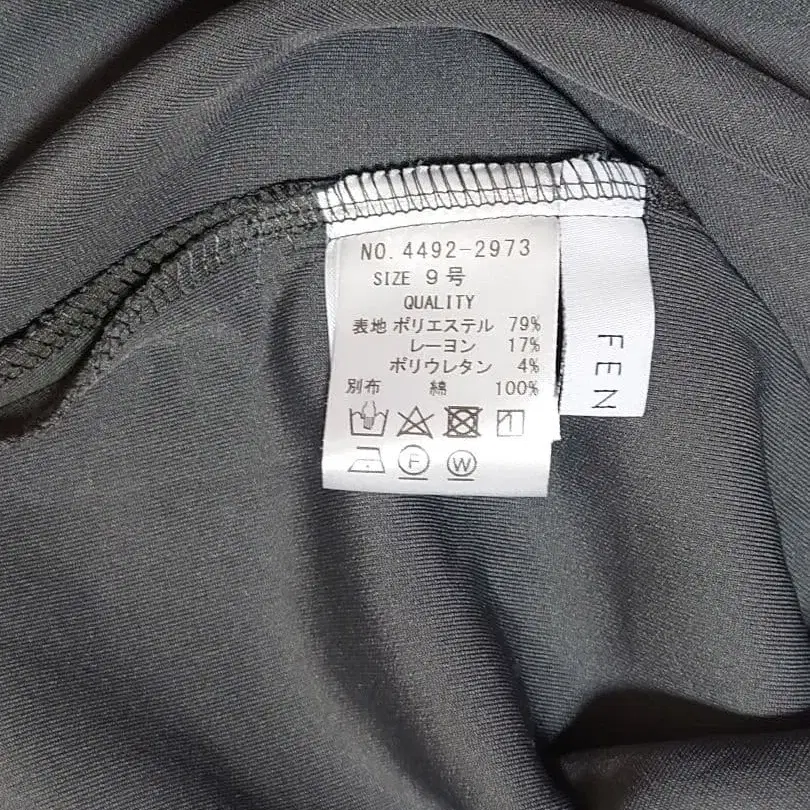 NO. 4492-2973
SIZE 9号
QUALITY
表地 ポリエステル 79%
レーヨン 17%
ポリウレタン 4%
別布 綿 100%
F W
FEN